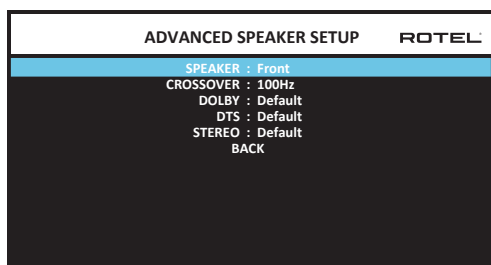 ADVANCED SPEAKER SETUP ROTEL
SPEAKER : Front
CROSSOVER : 100Hz
DOLBY : Default
DTS : Default
STEREO : Default
BACK